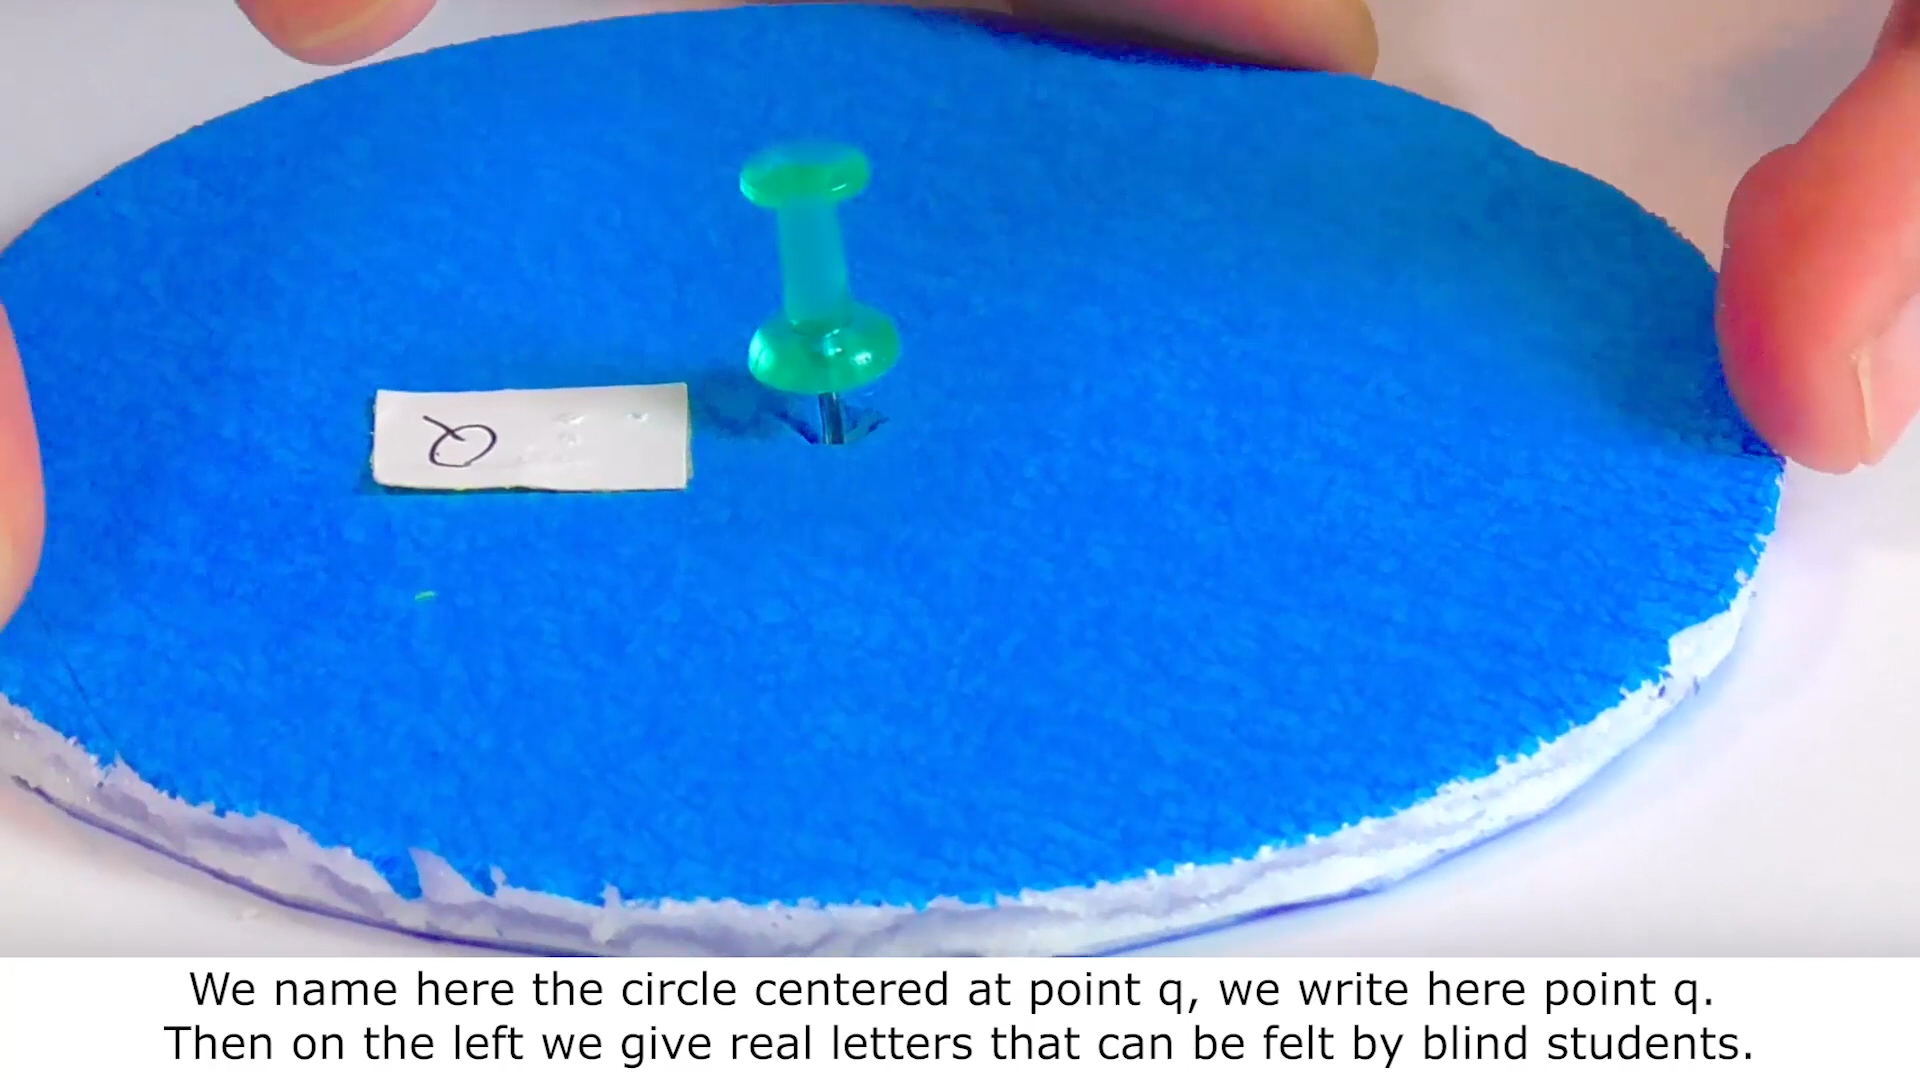 Q
We name here the circle centered at point q, we write here point q.
Then on the left we give real letters that can be felt by blind students.